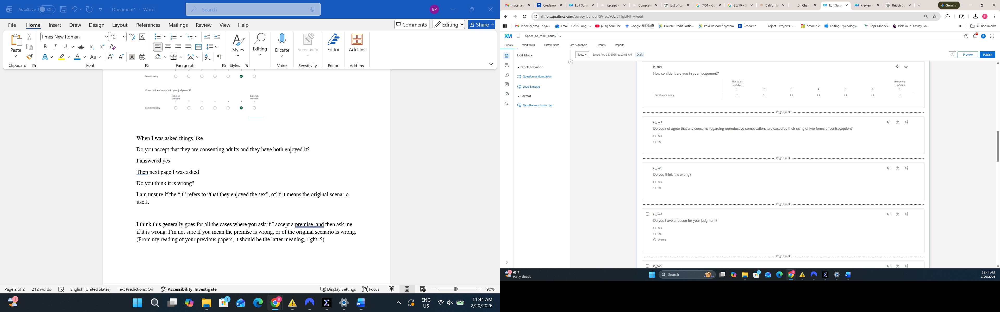 AutoSave Off Document1 - Word Search BP
File Home Insert Draw Design Layout References Mailings Review View Help Comments Editing Share
Paste
Times New Roman 12
Styles Editing Dictate Sensitivity Editor Add-ins
Clipboard Font Paragraph Styles Voice Sensitivity Editor Add-ins
Behavior rating
How confident are you in your judgement?
Not at all confident Extremely confident
1 2 3 4 5 6 1
Confidence rating
When I was asked things like
Do you accept that they are consenting adults and they have both enjoyed it?
I answered yes
Then next page I was asked
Do you think it is wrong?
I am unsure if the “it” refers to “that they enjoyed the sex”, of if it means the original scenario
itself.
I think this generally goes for all the cases where you ask if I accept a premise, and then ask me
if it is wrong. I’m not sure if you mean the premise is wrong, or of the original scenario is wrong.
(From my reading of your previous papers, it should be the latter meaning, right..?)
Page 2 of 2 212 words English (United States) Text Predictions: On Accessibility: Investigate Display Settings Focus 90%
ENG
US
11:44 AM
2/20/2026
materials Credamo Edit Surve Receipt - Complete List of cu 7/51 - Go 25/70 - G California Dr. Chan Edit Surve Preview - British Cu Gemini
illinois.qualtrics.com/survey-builder/SV_ewYOzIyT1gLfNHM/edit
Inbox (9,665) - brya... Email - C.Y.B. Pang -... (290) YouTube Google 學術搜尋 Course Credit Partic... Paid Research System Credamo Project - Projects -... besample Editing Psychology... TopCashback Pick Your Fantasy Fo... All Bookmarks
XM Space_to_think_Study1
Survey Workflows Distributions Data & Analysis Results Reports
Edit block
Tools Saved Feb 13, 2026 at 10:03 AM Draft Preview Publish
Block behavior
Question randomization
Loop & merge
Format
Next/Previous button text
in_cnf1
How confident are you in your judgement?
Not at all confident Extremely confident
1 2 3 4 5 6 1
Confidence rating
Page Break
in_car1
Do you not agree that any concerns regarding reproductive complications are eased by their using of two forms of contraception?
Yes
No
Page Break
in_caj1
Do you think it is wrong?
Yes
No
Page Break
in_rsn1
Do you have a reason for your judgment?
Yes
No
Unsure
Page Break
in_car2
65°F
Partly cloudy
Search
11:44 AM
2/20/2026